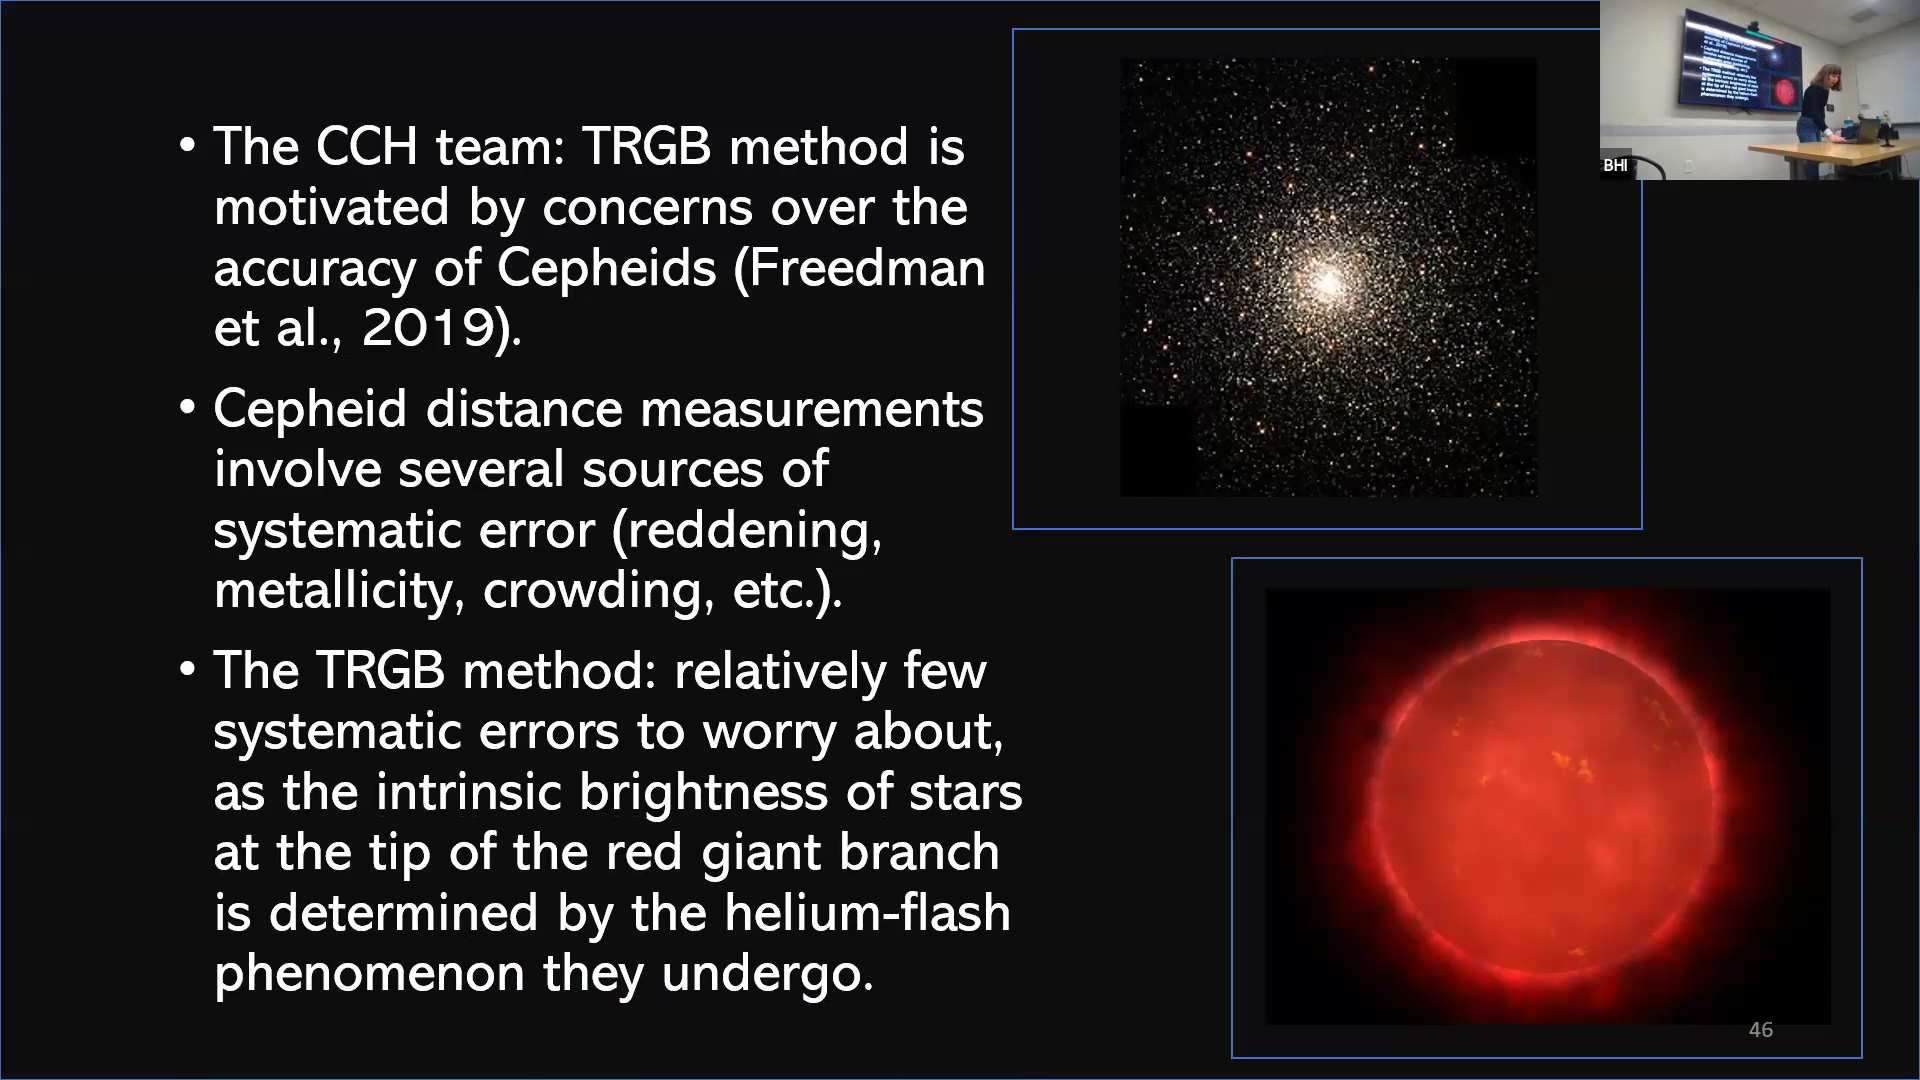 • The CCH team: TRGB method is
motivated by concerns over the
accuracy of Cepheids (Freedman
et al., 2019).
• Cepheid distance measurements
involve several sources of
systematic error (reddening,
metallicity, crowding, etc.).
• The TRGB method: relatively few
systematic errors to worry about,
as the intrinsic brightness of stars
at the tip of the red giant branch
is determined by the helium-flash
phenomenon they undergo.
BHI
46